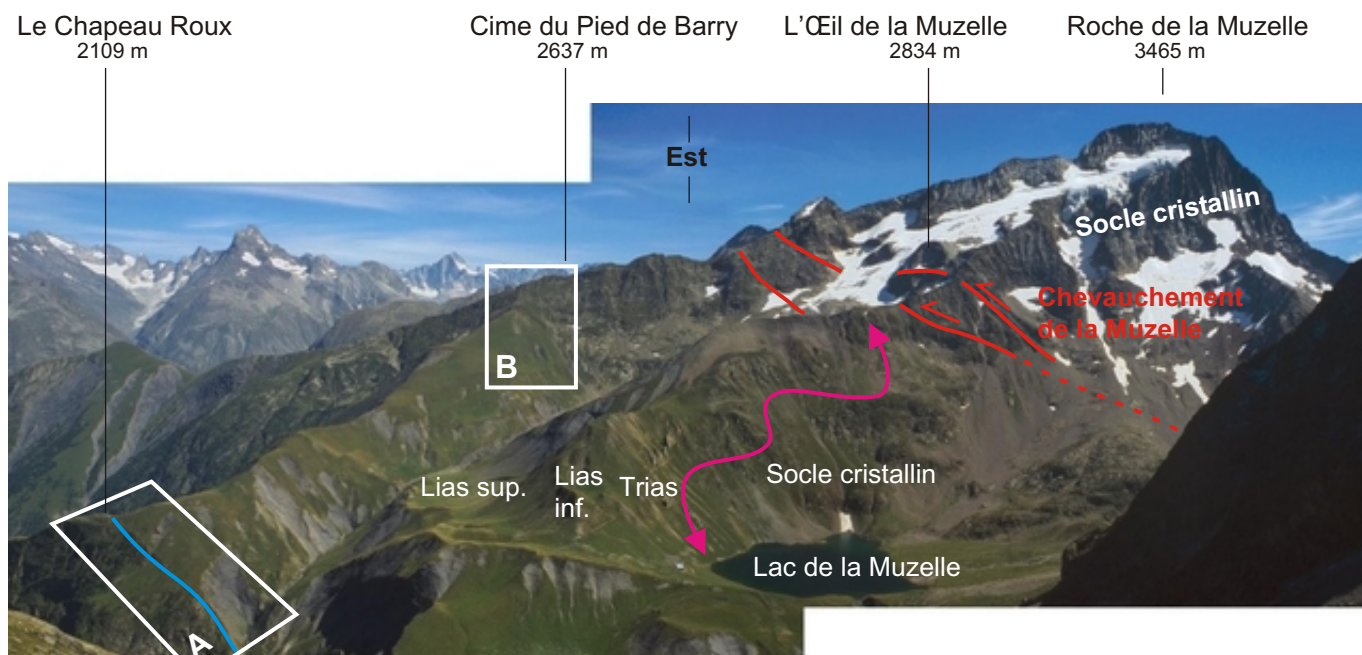 Le Chapeau Roux
2109 m
Cime du Pied de Barry
2637 m
L'Œil de la Muzelle
2834 m
Roche de la Muzelle
3465 m
Est
Socle cristallin
Chevauchement
de la Muzelle
B
Lias sup.
Lias
inf.
Trias
Socle cristallin
Lac de la Muzelle
A